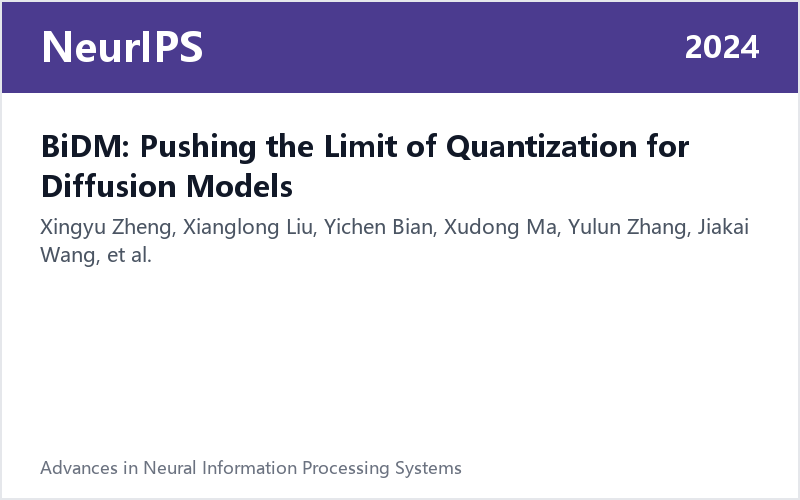 NeurIPS
2024
BiDM: Pushing the Limit of Quantization for
Diffusion Models
Xingyu Zheng, Xianglong Liu, Yichen Bian, Xudong Ma, Yulun Zhang, Jiakai
Wang, et al.
Advances in Neural Information Processing Systems